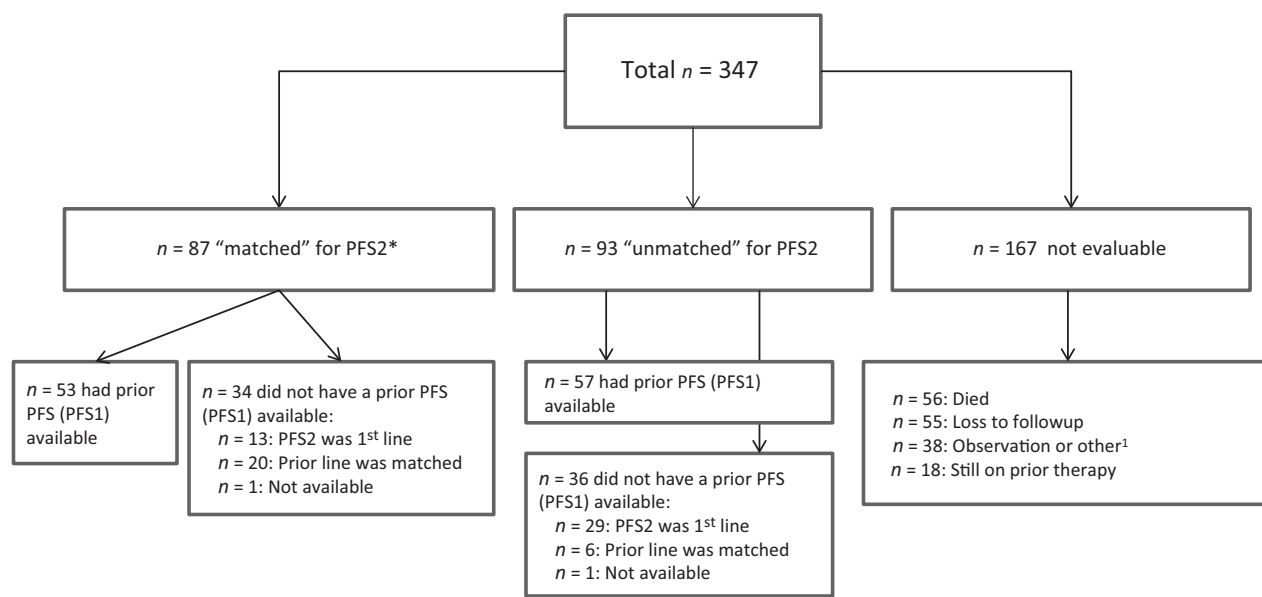 Total n = 347
n = 87 “matched” for PFS2*
n = 93 “unmatched” for PFS2
n = 167 not evaluable
n = 53 had prior
PFS (PFS1)
available
n = 34 did not have a prior PFS
(PFS1) available:
n = 13: PFS2 was 1st line
n = 20: Prior line was matched
n = 1: Not available
n = 57 had prior PFS (PFS1)
available
n = 36 did not have a prior PFS
(PFS1) available:
n = 29: PFS2 was 1st line
n = 6: Prior line was matched
n = 1: Not available
n = 56: Died
n = 55: Loss to followup
n = 38: Observation or other1
n = 18: Still on prior therapy